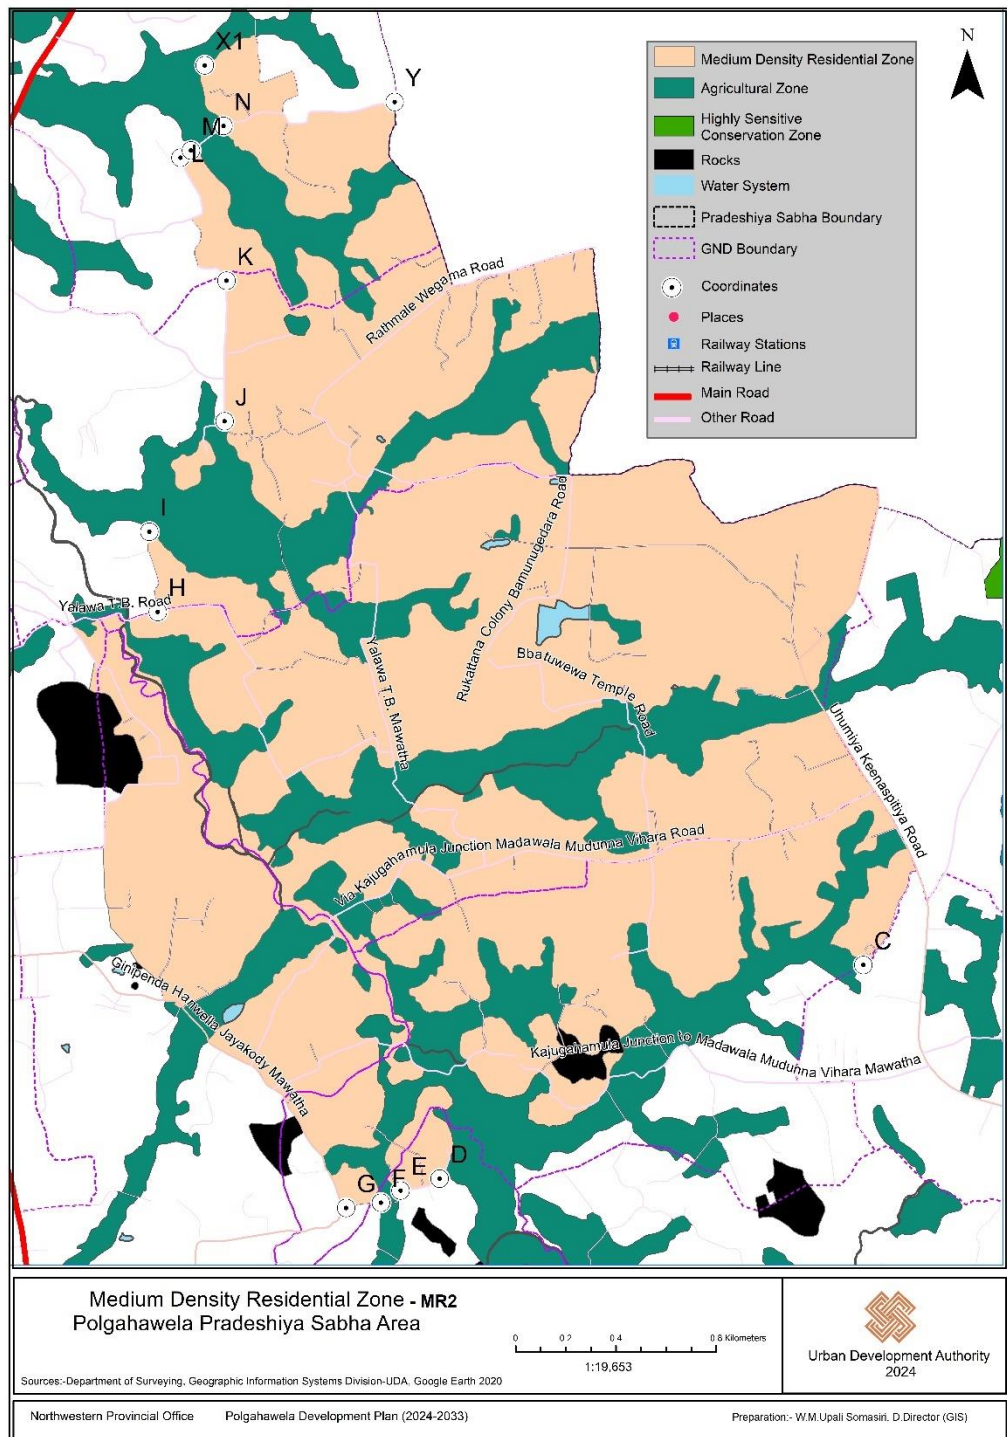 X1
Y
N
M
L
K
J
I
H
C
D
E
F
G
N
Medium Density Residential Zone
Agricultural Zone
Highly Sensitive
Conservation Zone
Rocks
Water System
Pradeshiya Sabha Boundary
GND Boundary
Coordinates
Places
Railway Stations
Railway Line
Main Road
Other Road
Rathmale Wegama Road
Rukattana Colony Bamunugedara Road
Yalawa T.B. Road
Yalawa T.B. Mawatha
Bbatuwewa Temple Road
Uhumiya Keenaspitiya Road
Via Kajugahamula Junction Madawala Mudunna Vihara Road
Ginipenda Hariwella Jayakody Mawatha
Kajugahamula Junction to Madawala Mudunna Vihara Mawatha
Medium Density Residential Zone - MR2
Polgahawela Pradeshiya Sabha Area
0 0 2 0 4 0 8 Kilometers
1:19,653
Sources:-Department of Surveying, Geographic Information Systems Division-UDA, Google Earth 2020
Urban Development Authority
2024
Northwestern Provincial Office Polgahawela Development Plan (2024-2033) Preparation:- W.M.Upali Somasiri. D.Director (GIS)